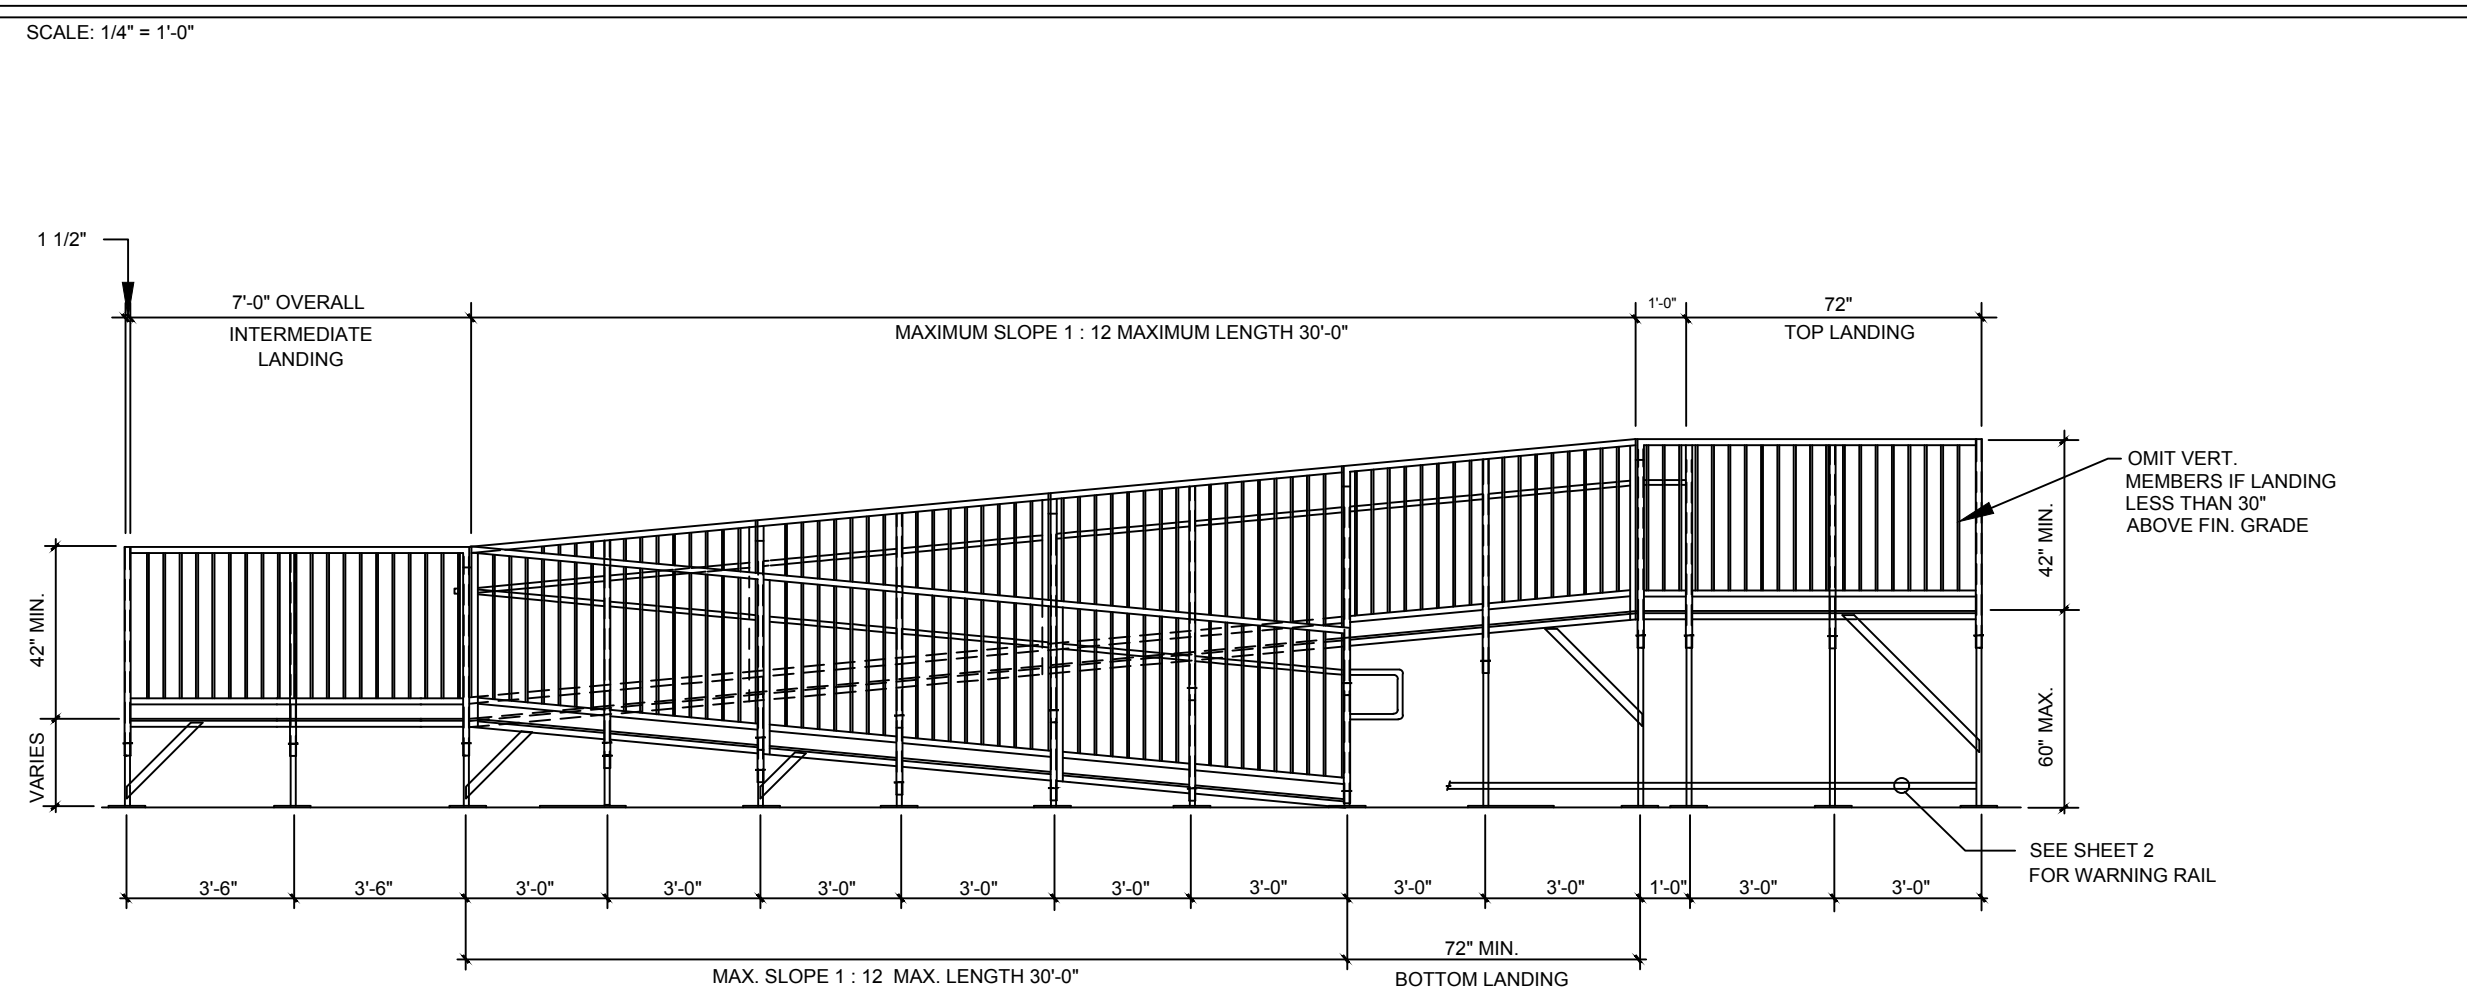 SCALE: 1/4" = 1'-0"
1 1/2"
7'-0" OVERALL
INTERMEDIATE
LANDING
MAXIMUM SLOPE 1 : 12 MAXIMUM LENGTH 30'-0"
1'-0"
72"
TOP LANDING
OMIT VERT.
MEMBERS IF LANDING
LESS THAN 30"
ABOVE FIN. GRADE
42" MIN.
42" MIN.
VARIES
60" MAX.
SEE SHEET 2
FOR WARNING RAIL
3'-6"
3'-6"
3'-0"
3'-0"
3'-0"
3'-0"
3'-0"
3'-0"
3'-0"
3'-0"
1'-0"
3'-0"
3'-0"
72" MIN.
MAX. SLOPE 1 : 12 MAX. LENGTH 30'-0"
BOTTOM LANDING